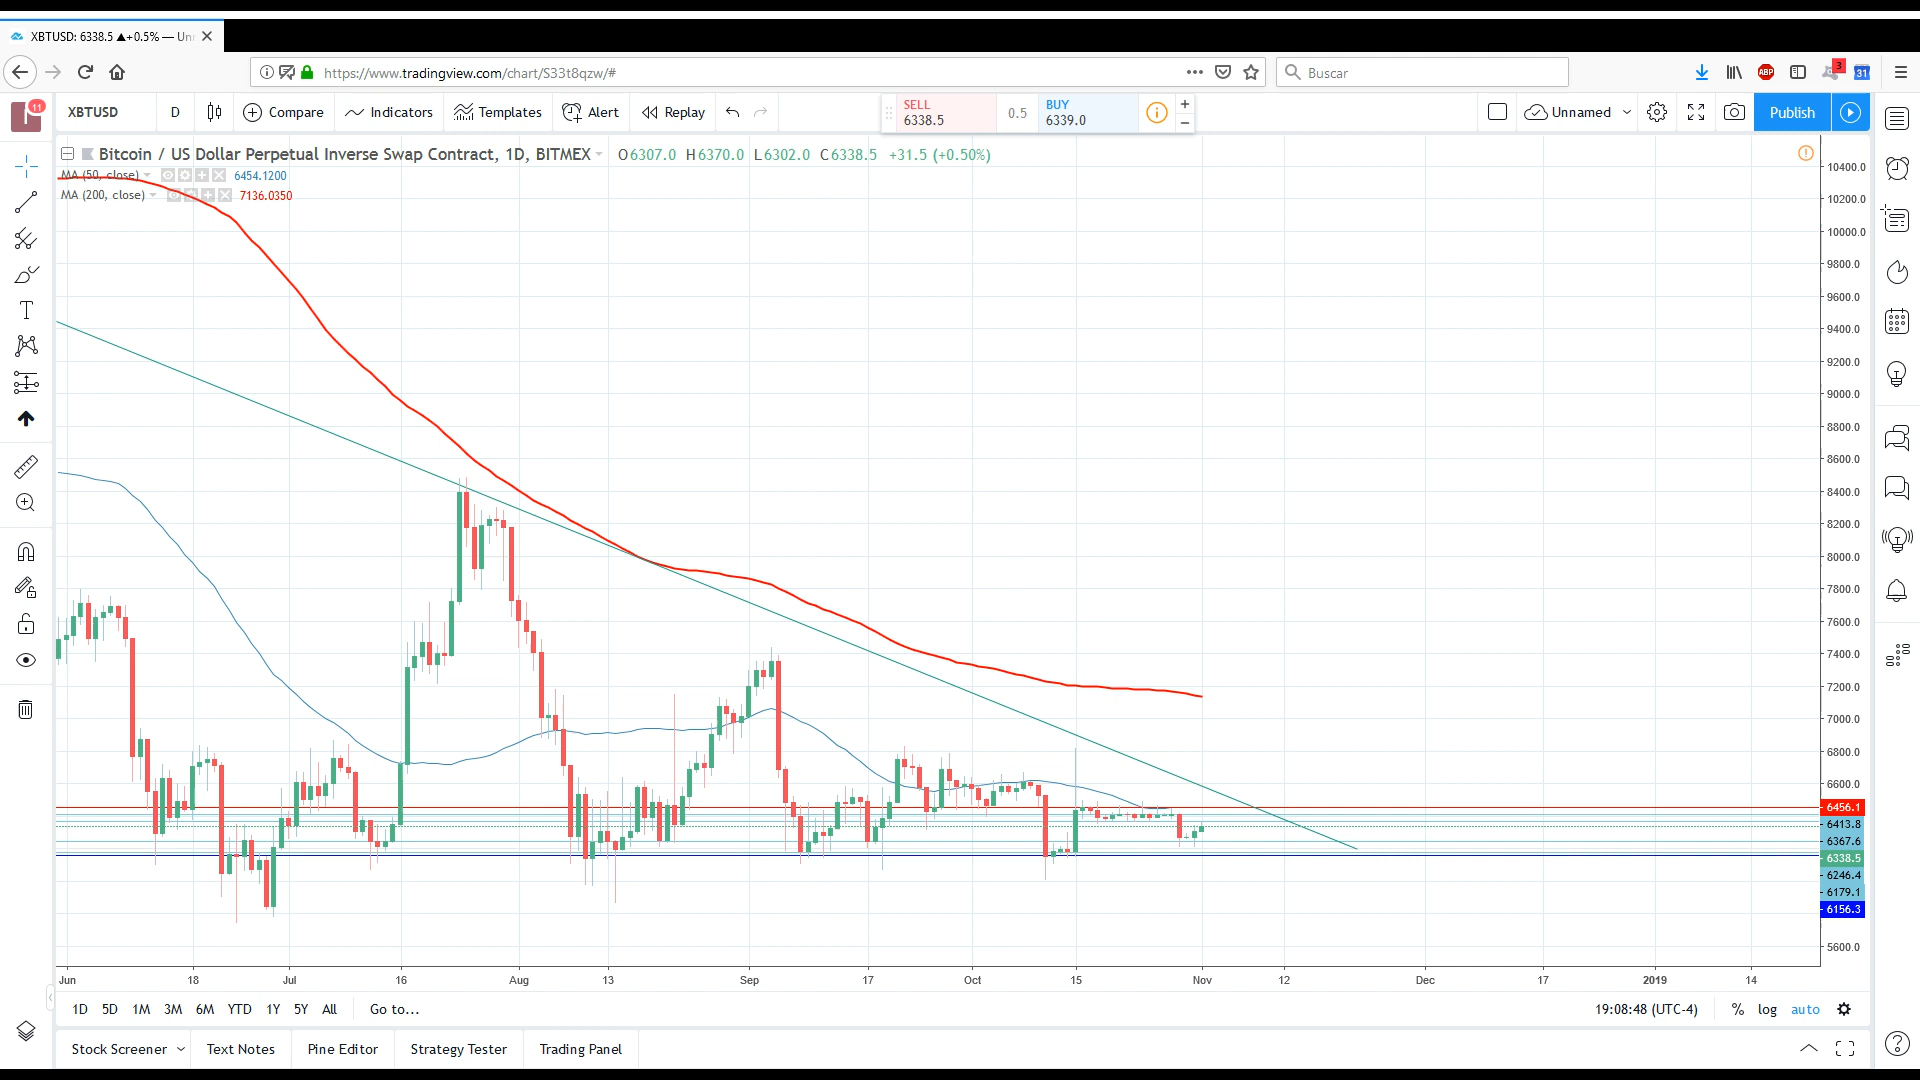 XBTUSD: 6338.5 ▲+0.5% — Un
https://www.tradingview.com/chart/S33t8qzw/#
Buscar
ABP
3
31
11
XBTUSD D Compare Indicators Templates Alert Replay
SELL
6338.5
0.5
BUY
6339.0
Unnamed
Publish
Bitcoin / US Dollar Perpetual Inverse Swap Contract, 1D, BITMEX O6307.0 H6370.0 L6302.0 C6338.5 +31.5 (+0.50%)
MA (50, close) 6454.1200
MA (200, close) 7136.0350
10400.0
10200.0
10000.0
9800.0
9600.0
9400.0
9200.0
9000.0
8800.0
8600.0
8400.0
8200.0
8000.0
7800.0
7600.0
7400.0
7200.0
7000.0
6800.0
6600.0
6456.1
6413.8
6367.6
6338.5
6246.4
6179.1
6156.3
5600.0
Jun 18 Jul 16 Aug 13 Sep 17 Oct 15 Nov 12 Dec 17 2019 14
1D 5D 1M 3M 6M YTD 1Y 5Y All Go to... 19:08:48 (UTC-4) % log auto
Stock Screener Text Notes Pine Editor Strategy Tester Trading Panel